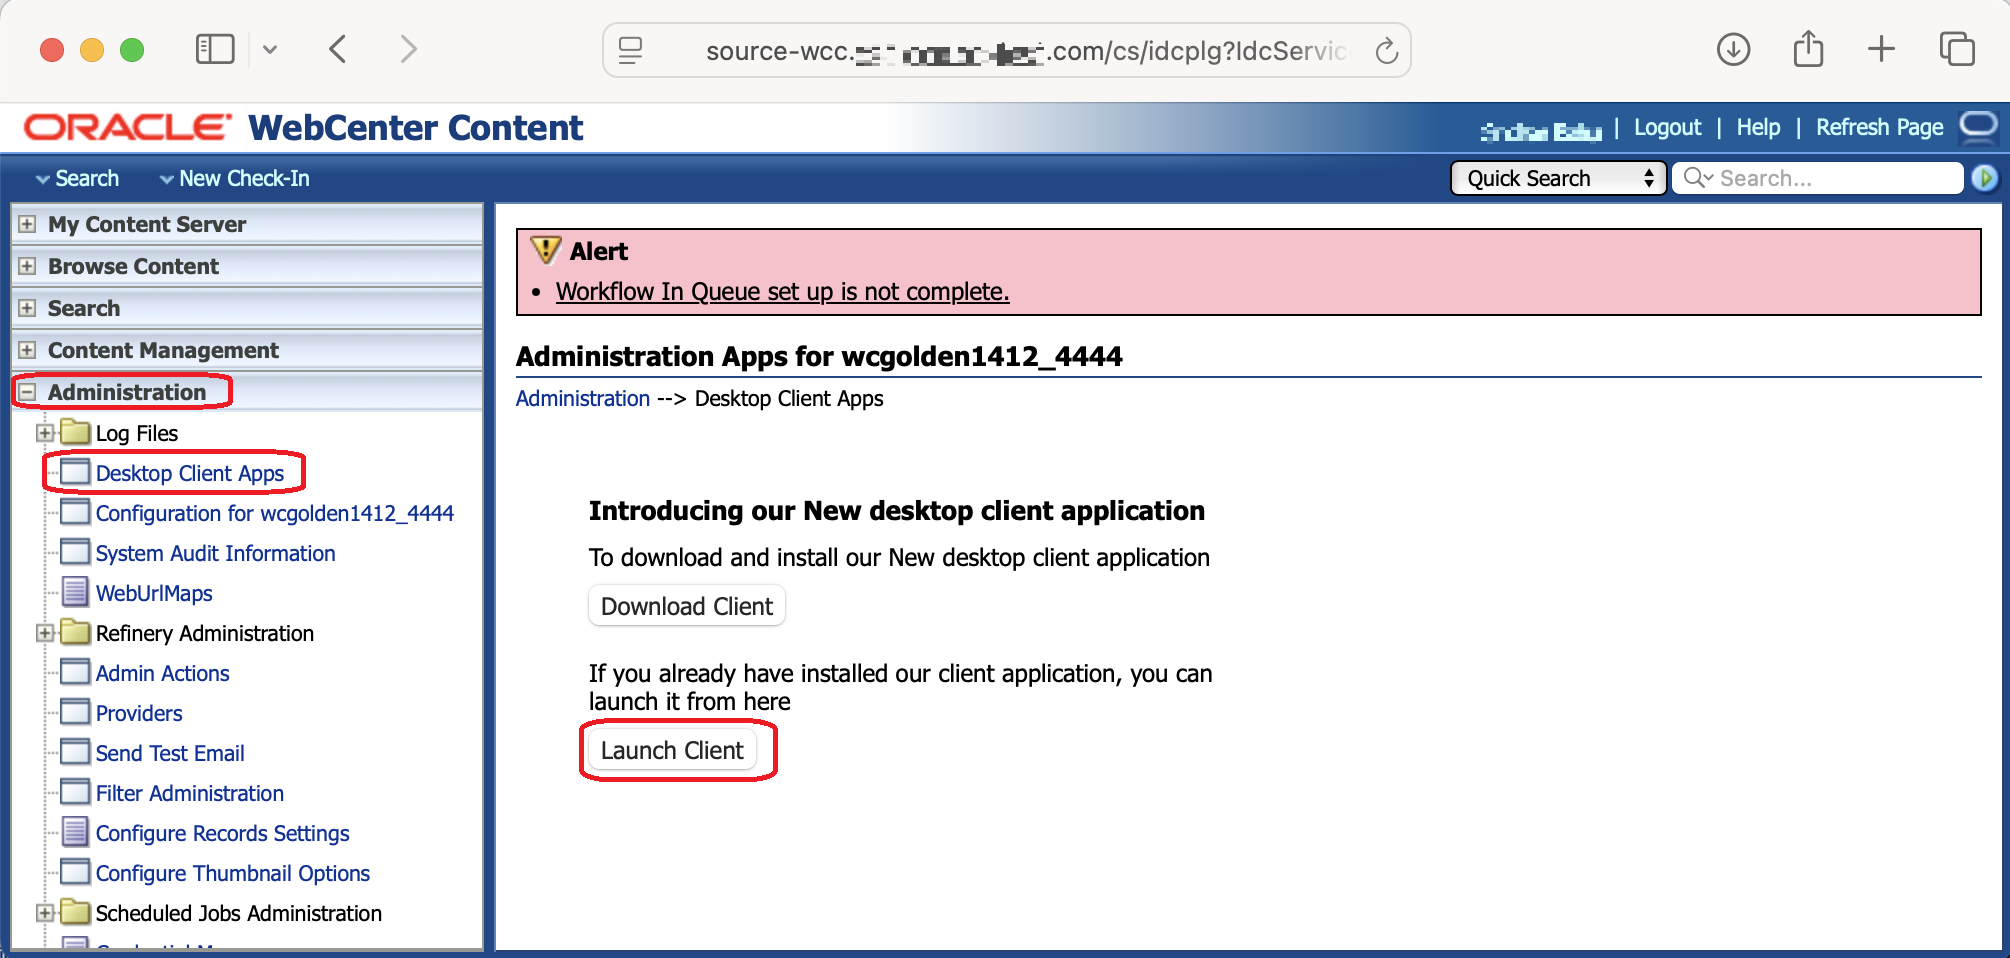 source-wcc.
.com/cs/idcplg?IdcServic
ORACLE WebCenter Content
Logout | Help | Refresh Page
Search New Check-In
Quick Search Search...
My Content Server
Browse Content
Search
Content Management
Administration
Log Files
Desktop Client Apps
Configuration for wcgolden1412_4444
System Audit Information
WebUrlMaps
Refinery Administration
Admin Actions
Providers
Send Test Email
Filter Administration
Configure Records Settings
Configure Thumbnail Options
Scheduled Jobs Administration
Alert
• Workflow In Queue set up is not complete.
Administration Apps for wcgolden1412_4444
Administration --> Desktop Client Apps
Introducing our New desktop client application
To download and install our New desktop client application
Download Client
If you already have installed our client application, you can
launch it from here
Launch Client